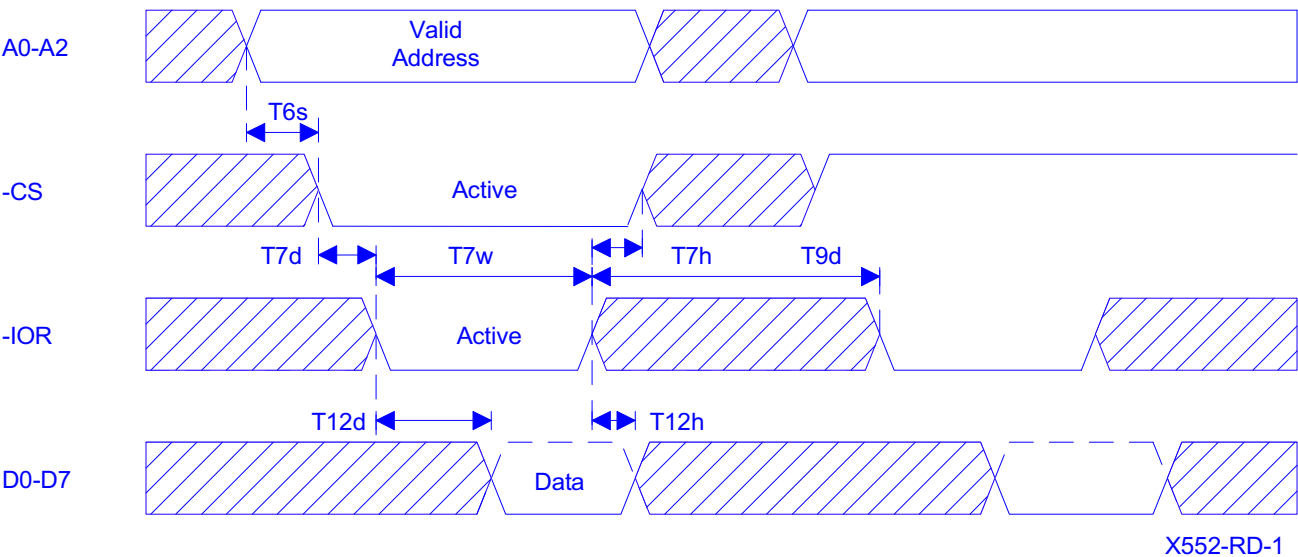 A0-A2
Valid
Address
T6s
-CS
Active
T7d
T7w
T7h
T9d
-IOR
Active
T12d
T12h
D0-D7
Data
X552-RD-1